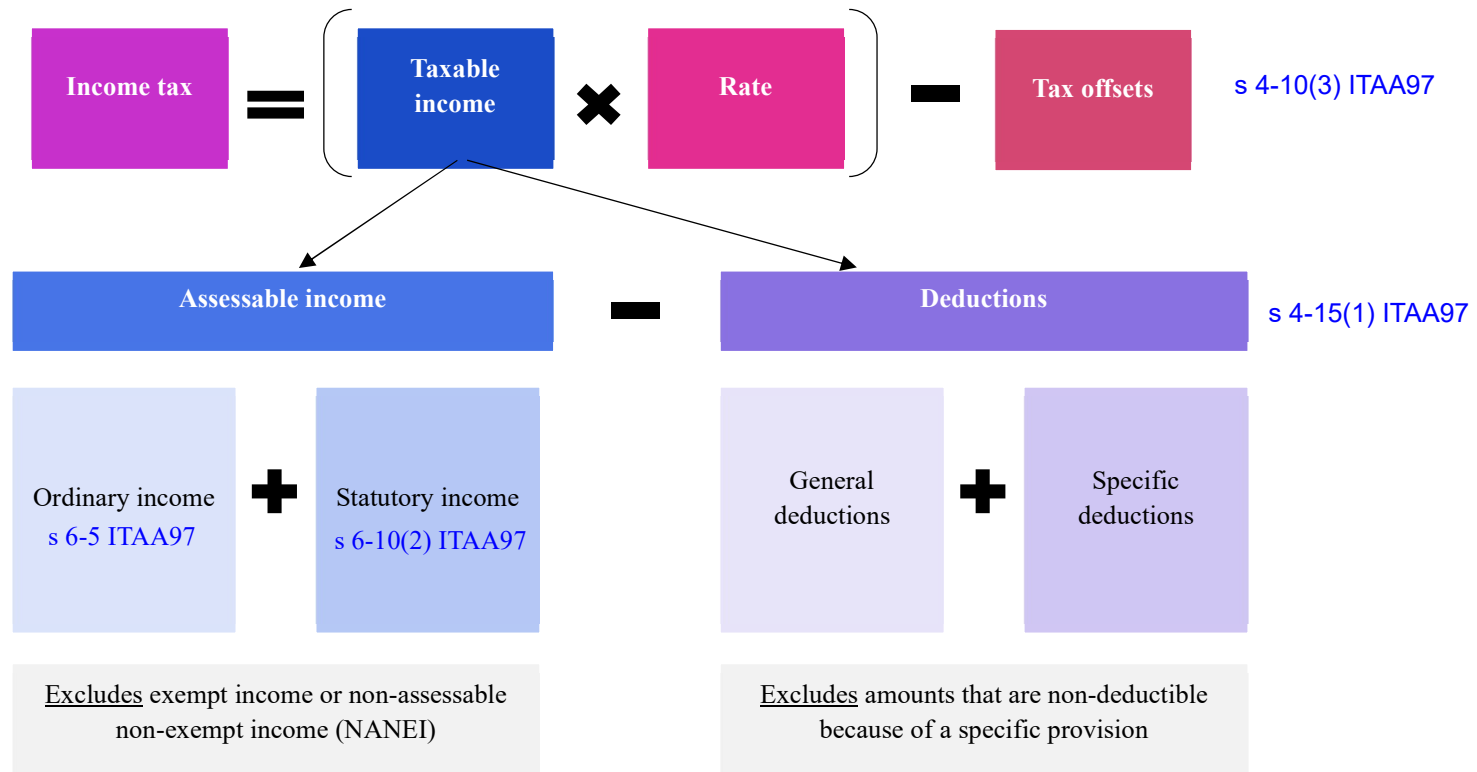 Income tax
Taxable
income
Rate
Tax offsets
s 4-10(3) ITAA97
Assessable income
Deductions
s 4-15(1) ITAA97
Ordinary income
s 6-5 ITAA97
Statutory income
s 6-10(2) ITAA97
General
deductions
Specific
deductions
Excludes exempt income or non-assessable
non-exempt income (NANEI)
Excludes amounts that are non-deductible
because of a specific provision